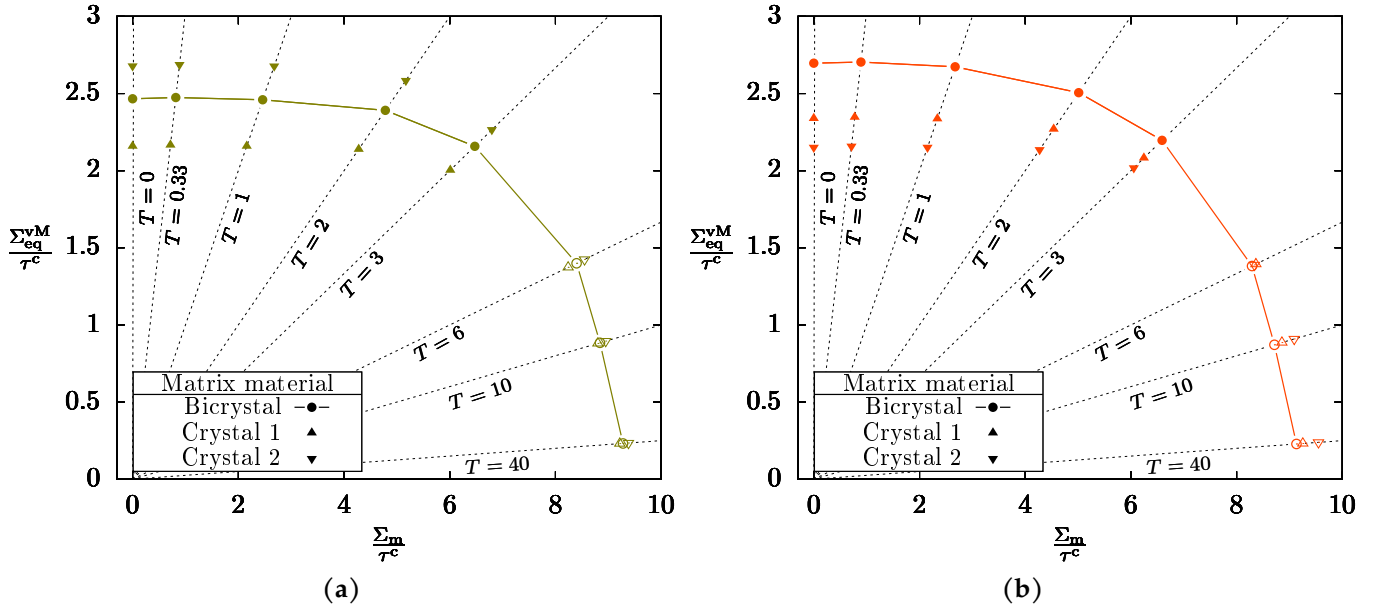 3
2.5
2
1.5
1
0.5
0
Σ_eq^vM / τ^c
T = 0
T = 0.33
T = 1
T = 2
T = 3
T = 6
T = 10
T = 40
Matrix material
Bicrystal
Crystal 1
Crystal 2
0 2 4 6 8 10
Σ_m / τ^c
(a)
3
2.5
2
1.5
1
0.5
0
Σ_eq^vM / τ^c
T = 0
T = 0.33
T = 1
T = 2
T = 3
T = 6
T = 10
T = 40
Matrix material
Bicrystal
Crystal 1
Crystal 2
0 2 4 6 8 10
Σ_m / τ^c
(b)